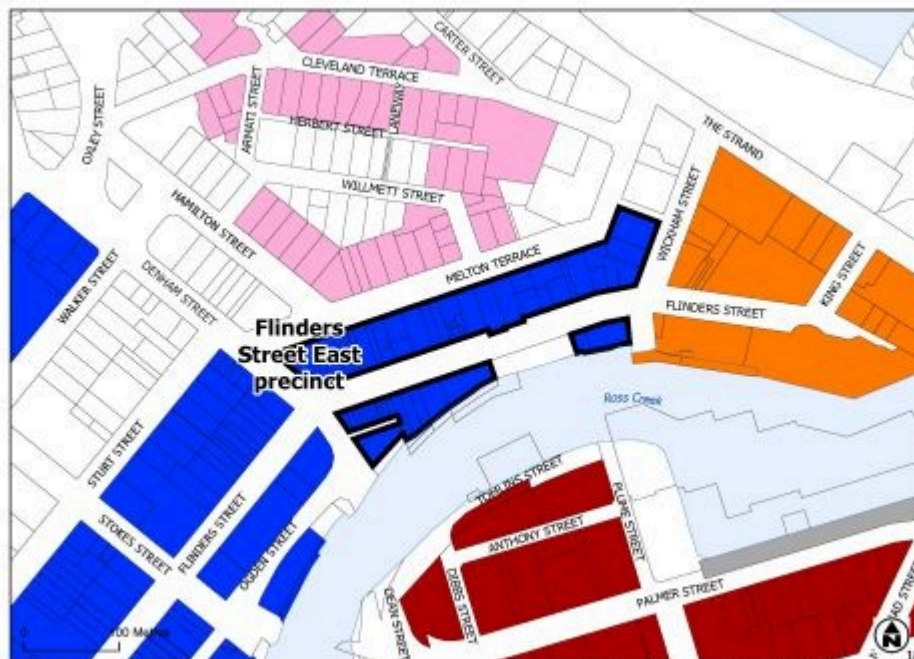 CARTER STREET
CLEVELAND TERRACE
ARMATI STREET
LANEWAY
HERBERT STREET
OXLEY STREET
THE STRAND
WILLMETT STREET
HAMILTON STREET
WICKHAM STREET
MELTON TERRACE
KING STREET
WALKER STREET
DENHAM STREET
FLINDERS STREET
Flinders
Street East
precinct
Ross Creek
STURT STREET
TOMLINS STREET
PLUME STREET
STOKES STREET
FLINDERS STREET
OGDEN STREET
ANTHONY STREET
DIBBS STREET
DEAN STREET
PALMER STREET
STREET
0
100 Metres
N